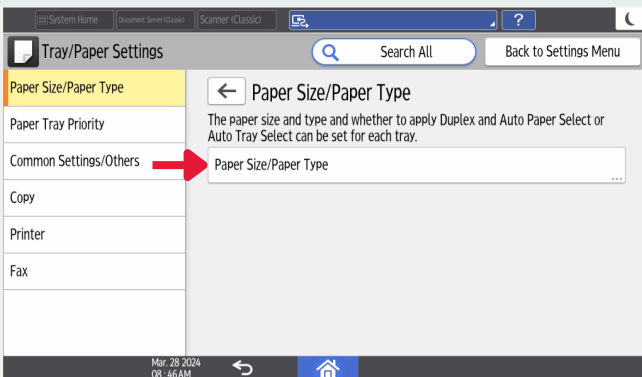 System Home
Document Server (Classic)
Scanner (Classic)
?
Tray/Paper Settings
Search All
Back to Settings Menu
Paper Size/Paper Type
Paper Tray Priority
Common Settings/Others
Copy
Printer
Fax
Paper Size/Paper Type
The paper size and type and whether to apply Duplex and Auto Paper Select or
Auto Tray Select can be set for each tray.
Paper Size/Paper Type
...
Mar. 28 2024
08 : 46 AM